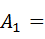 A₁ =